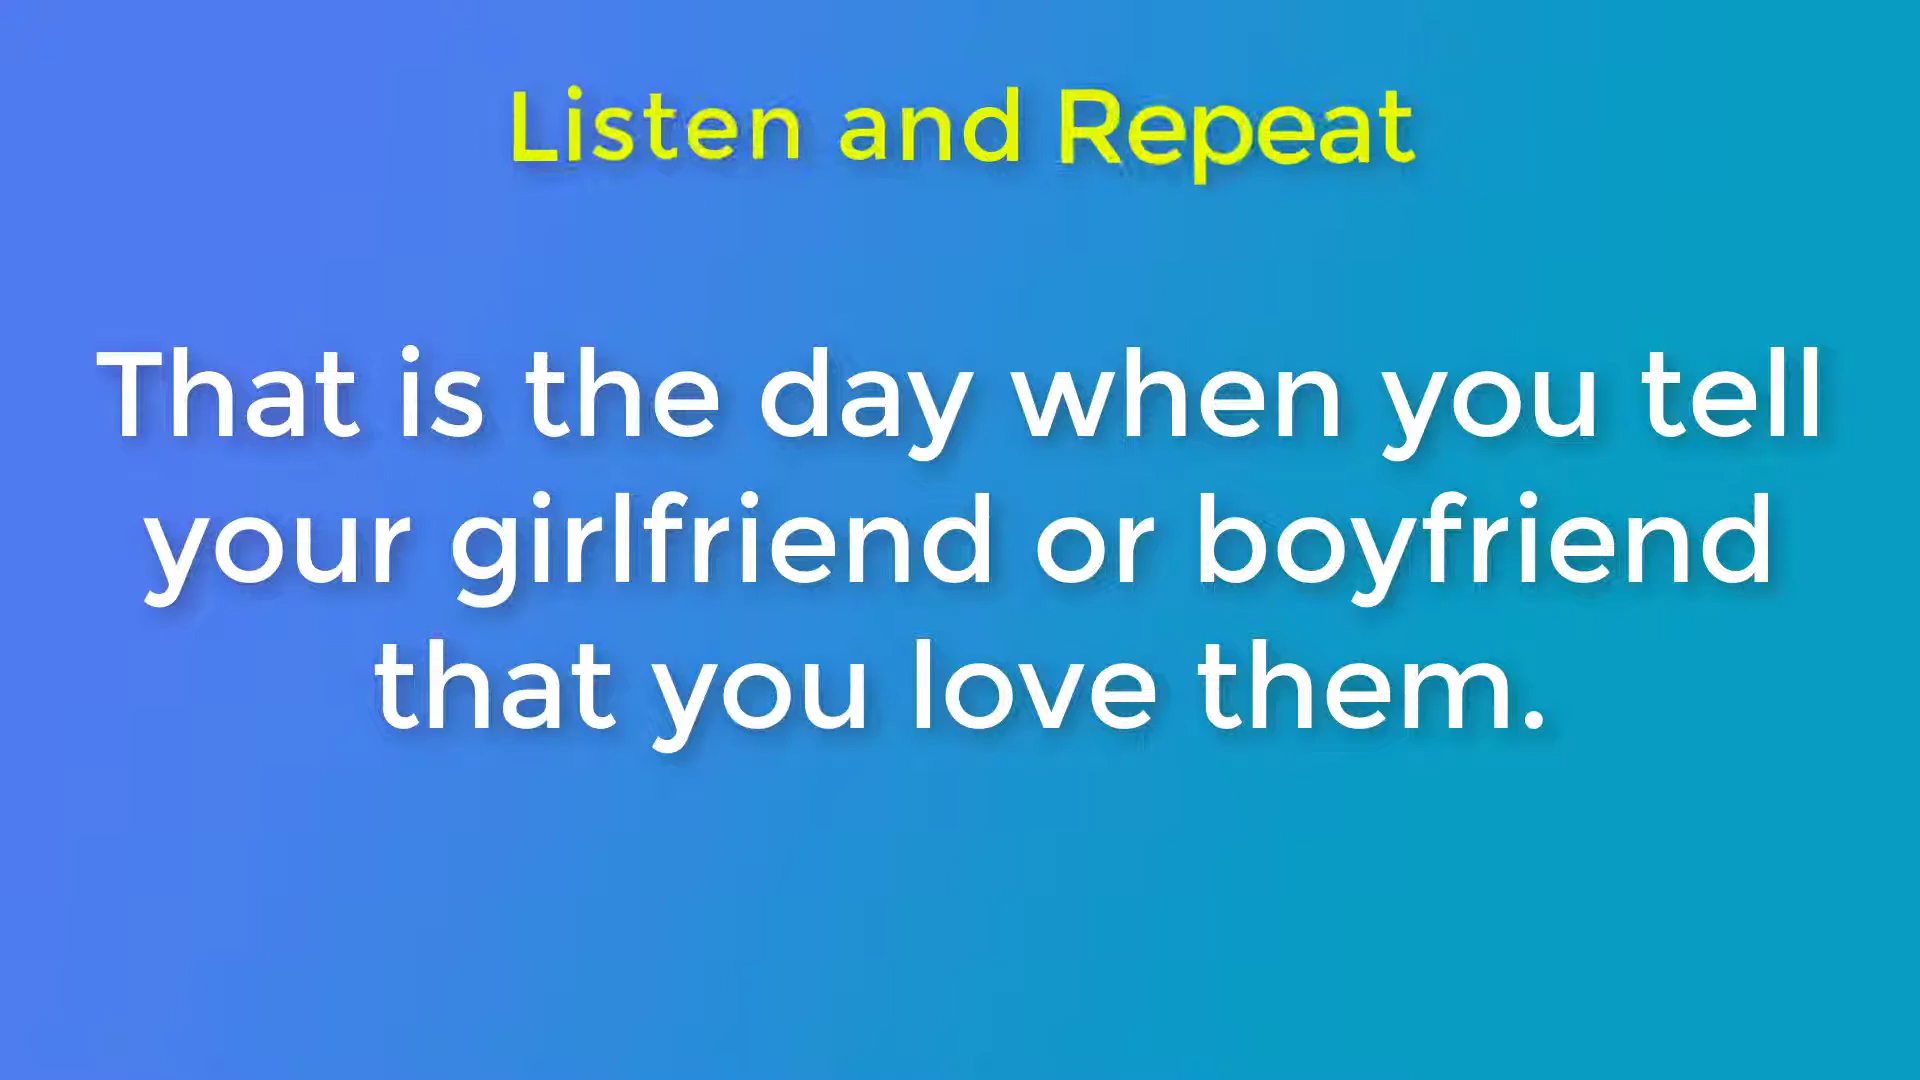 Listen and Repeat
That is the day when you tell
your girlfriend or boyfriend
that you love them.